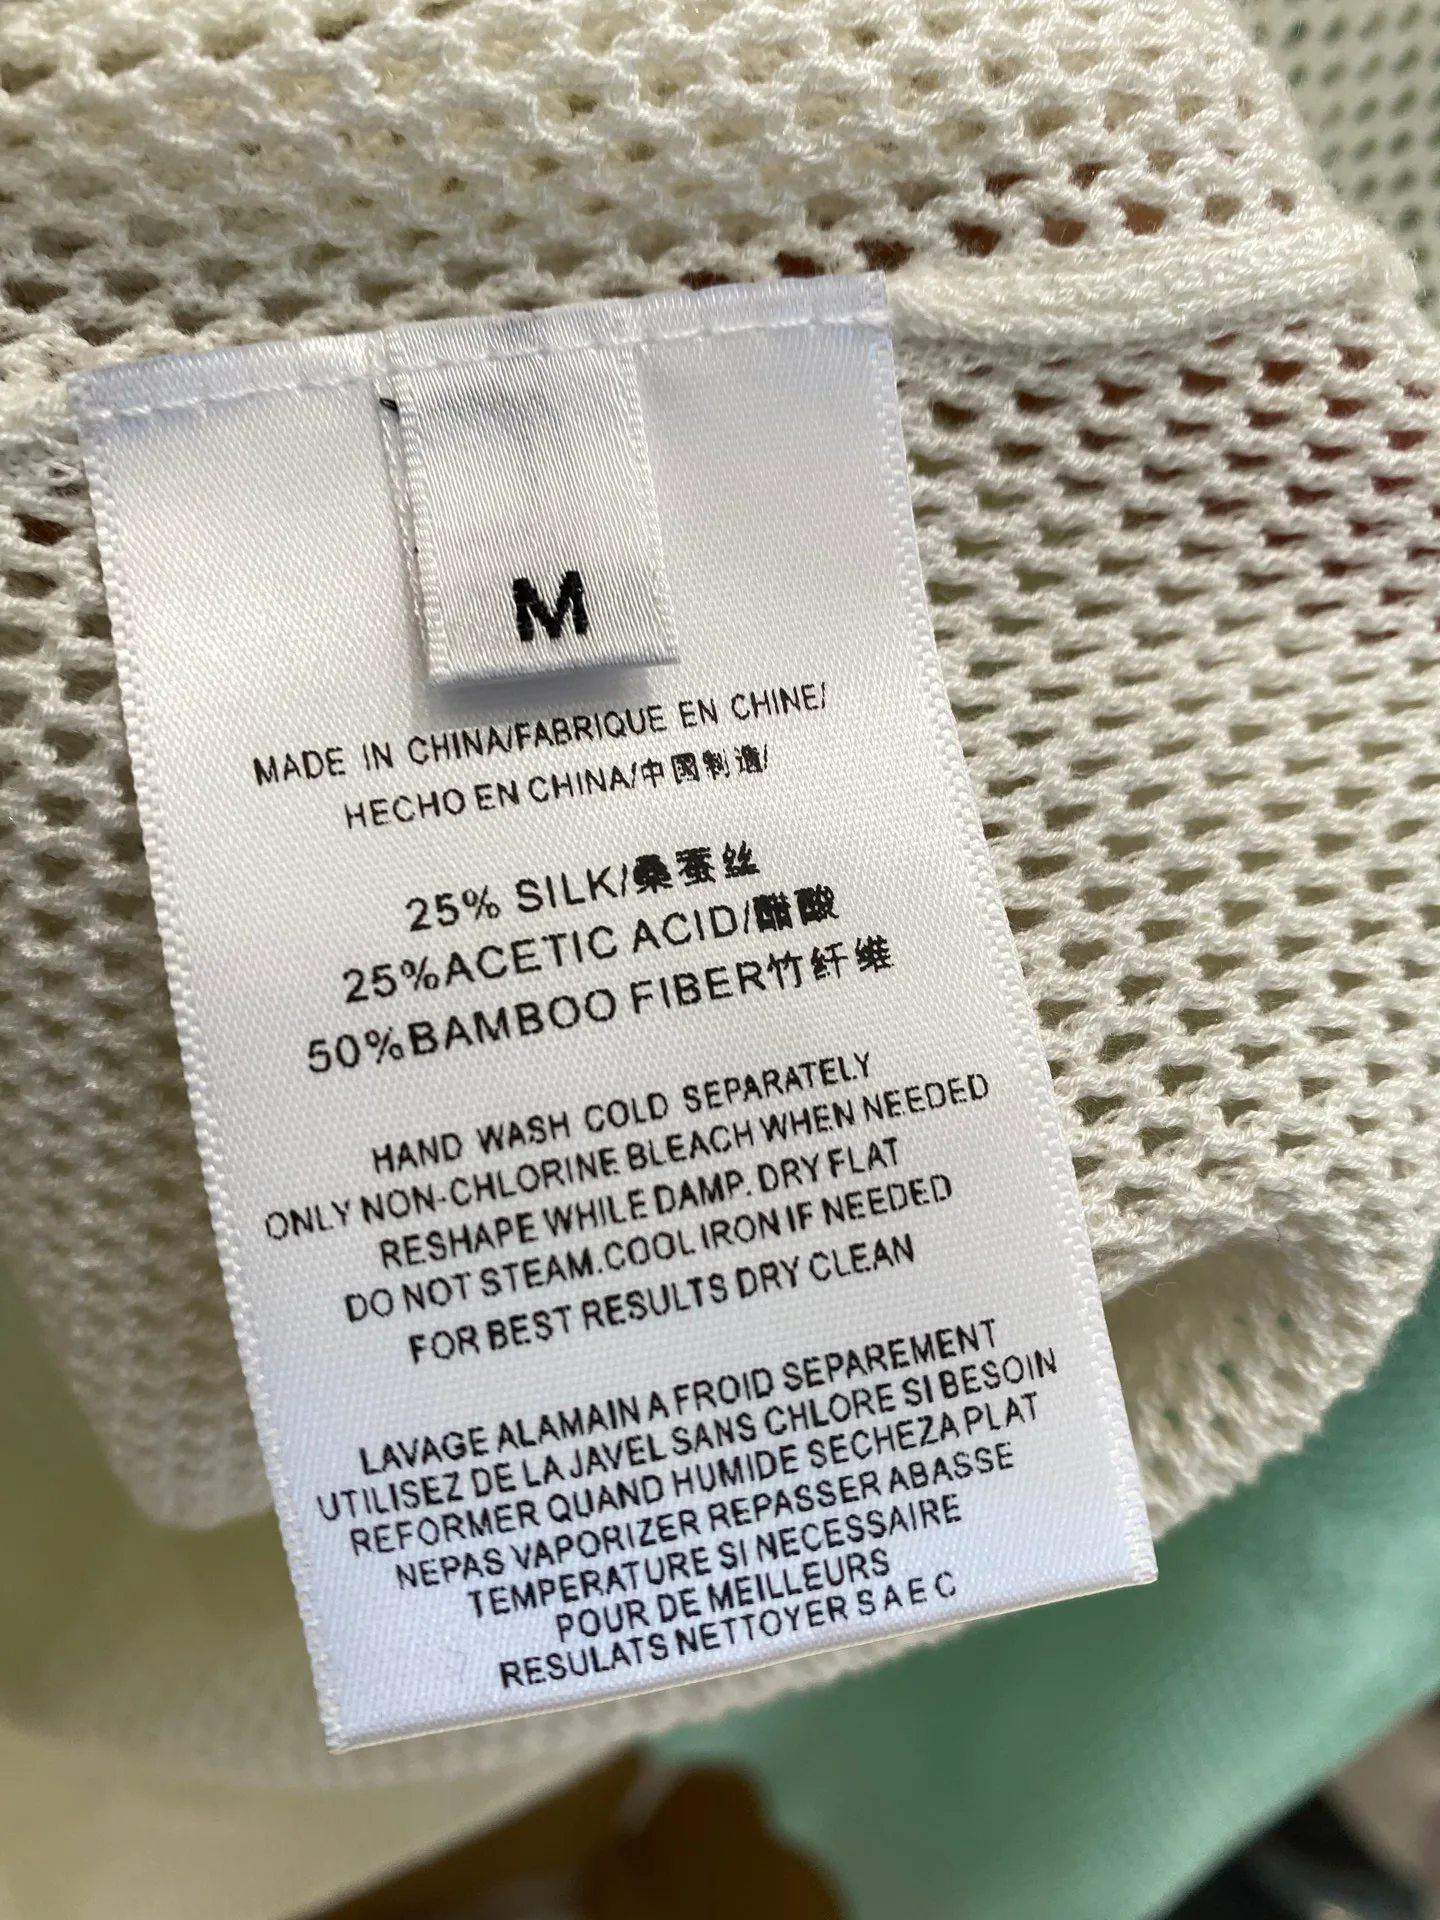 M
MADE IN CHINA/FABRIQUE EN CHINE/
HECHO EN CHINA/中国制造/
25% SILK/桑蚕丝
25%ACETIC ACID/醋酸
50%BAMBOO FIBER竹纤维
HAND WASH COLD SEPARATELY
ONLY NON-CHLORINE BLEACH WHEN NEEDED
RESHAPE WHILE DAMP. DRY FLAT
DO NOT STEAM.COOL IRON IF NEEDED
FOR BEST RESULTS DRY CLEAN
LAVAGE ALAMAIN A FROID SEPAREMENT
UTILISEZ DE LA JAVEL SANS CHLORE SI BESOIN
REFORMER QUAND HUMIDE SECHEZA PLAT
NEPAS VAPORIZER REPASSER ABASSE
TEMPERATURE SI NECESSAIRE
POUR DE MEILLEURS
RESULATS NETTOYER S A E C